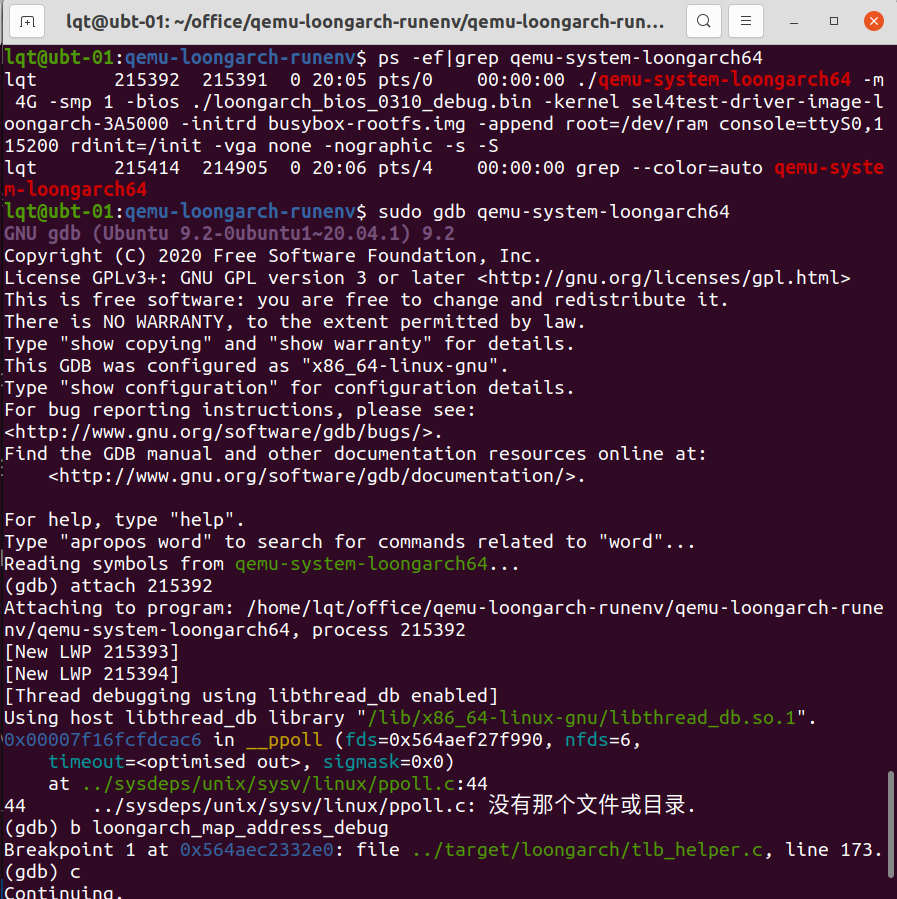 lqt@ubt-01: ~/office/qemu-loongarch-runenv/qemu-loongarch-run...
lqt@ubt-01:qemu-loongarch-runenv$ ps -ef|grep qemu-system-loongarch64
lqt      215392  215391  0 20:05 pts/0    00:00:00 ./qemu-system-loongarch64 -m
 4G -smp 1 -bios ./loongarch_bios_0310_debug.bin -kernel sel4test-driver-image-l
oongarch-3A5000 -initrd busybox-rootfs.img -append root=/dev/ram console=ttyS0,1
15200 rdinit=/init -vga none -nographic -s -S
lqt      215414  214905  0 20:06 pts/4    00:00:00 grep --color=auto qemu-syste
m-loongarch64
lqt@ubt-01:qemu-loongarch-runenv$ sudo gdb qemu-system-loongarch64
GNU gdb (Ubuntu 9.2-0ubuntu1~20.04.1) 9.2
Copyright (C) 2020 Free Software Foundation, Inc.
License GPLv3+: GNU GPL version 3 or later <http://gnu.org/licenses/gpl.html>
This is free software: you are free to change and redistribute it.
There is NO WARRANTY, to the extent permitted by law.
Type "show copying" and "show warranty" for details.
This GDB was configured as "x86_64-linux-gnu".
Type "show configuration" for configuration details.
For bug reporting instructions, please see:
<http://www.gnu.org/software/gdb/bugs/>.
Find the GDB manual and other documentation resources online at:
    <http://www.gnu.org/software/gdb/documentation/>.

For help, type "help".
Type "apropos word" to search for commands related to "word"...
Reading symbols from qemu-system-loongarch64...
(gdb) attach 215392
Attaching to program: /home/lqt/office/qemu-loongarch-runenv/qemu-loongarch-rune
nv/qemu-system-loongarch64, process 215392
[New LWP 215393]
[New LWP 215394]
[Thread debugging using libthread_db enabled]
Using host libthread_db library "/lib/x86_64-linux-gnu/libthread_db.so.1".
0x00007f16fcfdcac6 in __ppoll (fds=0x564aef27f990, nfds=6,
    timeout=<optimised out>, sigmask=0x0)
    at ../sysdeps/unix/sysv/linux/ppoll.c:44
44      ../sysdeps/unix/sysv/linux/ppoll.c: 没有那个文件或目录.
(gdb) b loongarch_map_address_debug
Breakpoint 1 at 0x564aec2332e0: file ../target/loongarch/tlb_helper.c, line 173.
(gdb) c
Continuing.